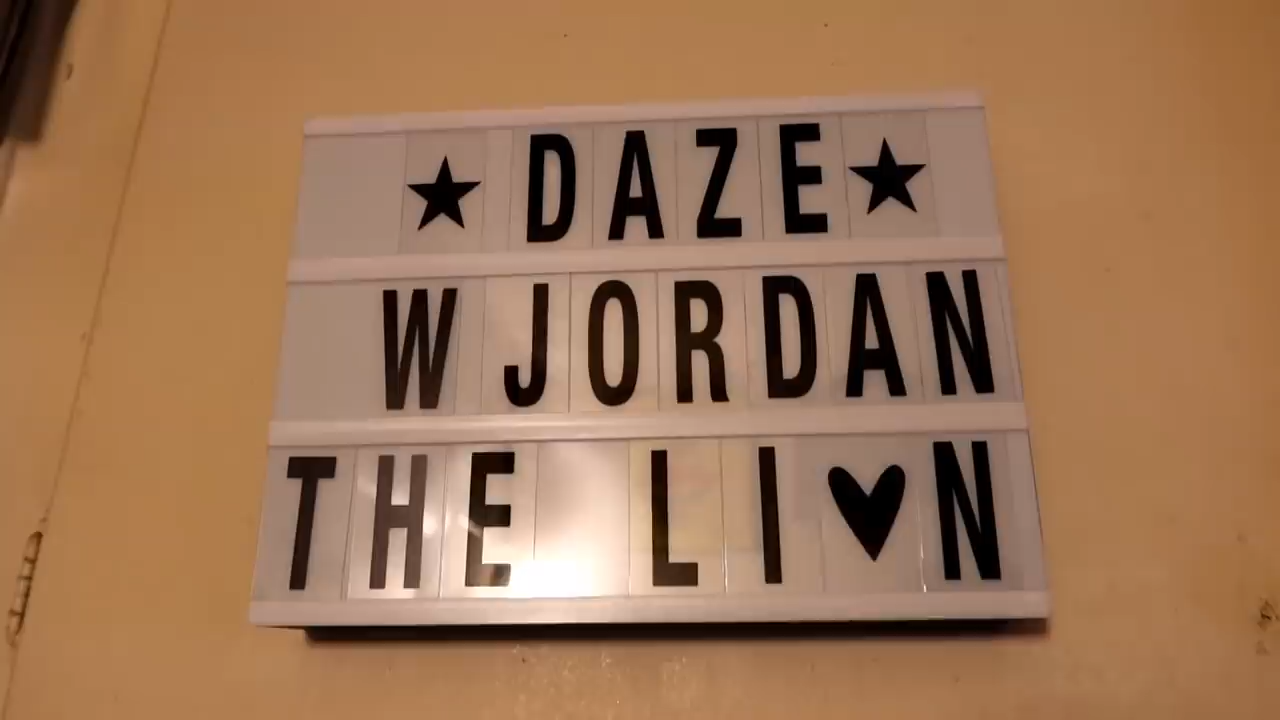 ★ DAZE ★
W JORDAN
THE LI♥N